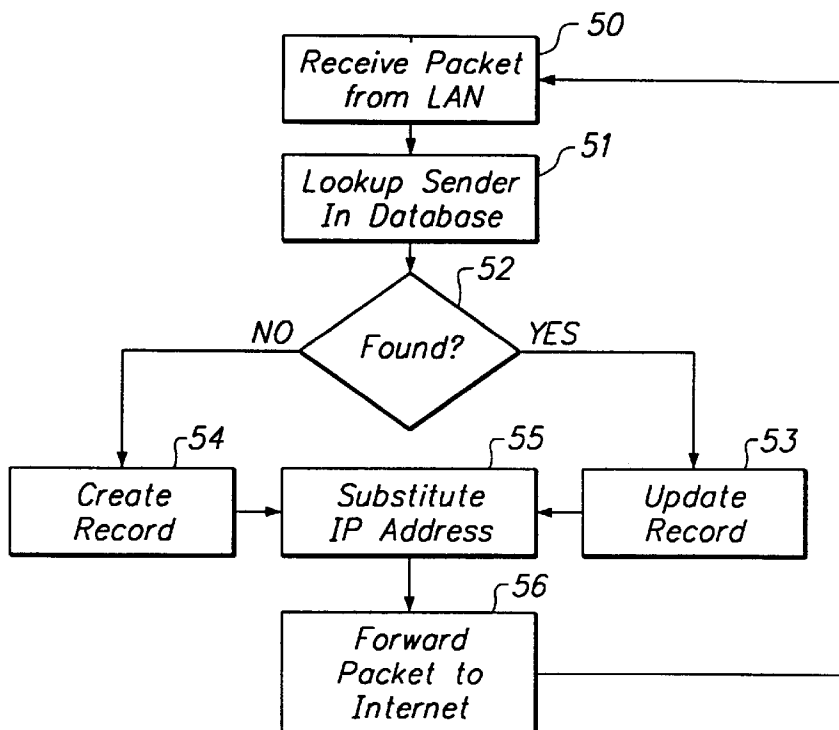 50
Receive Packet
from LAN
51
Lookup Sender
In Database
52
NO
Found?
YES
54
Create
Record
55
Substitute
IP Address
53
Update
Record
56
Forward
Packet to
Internet